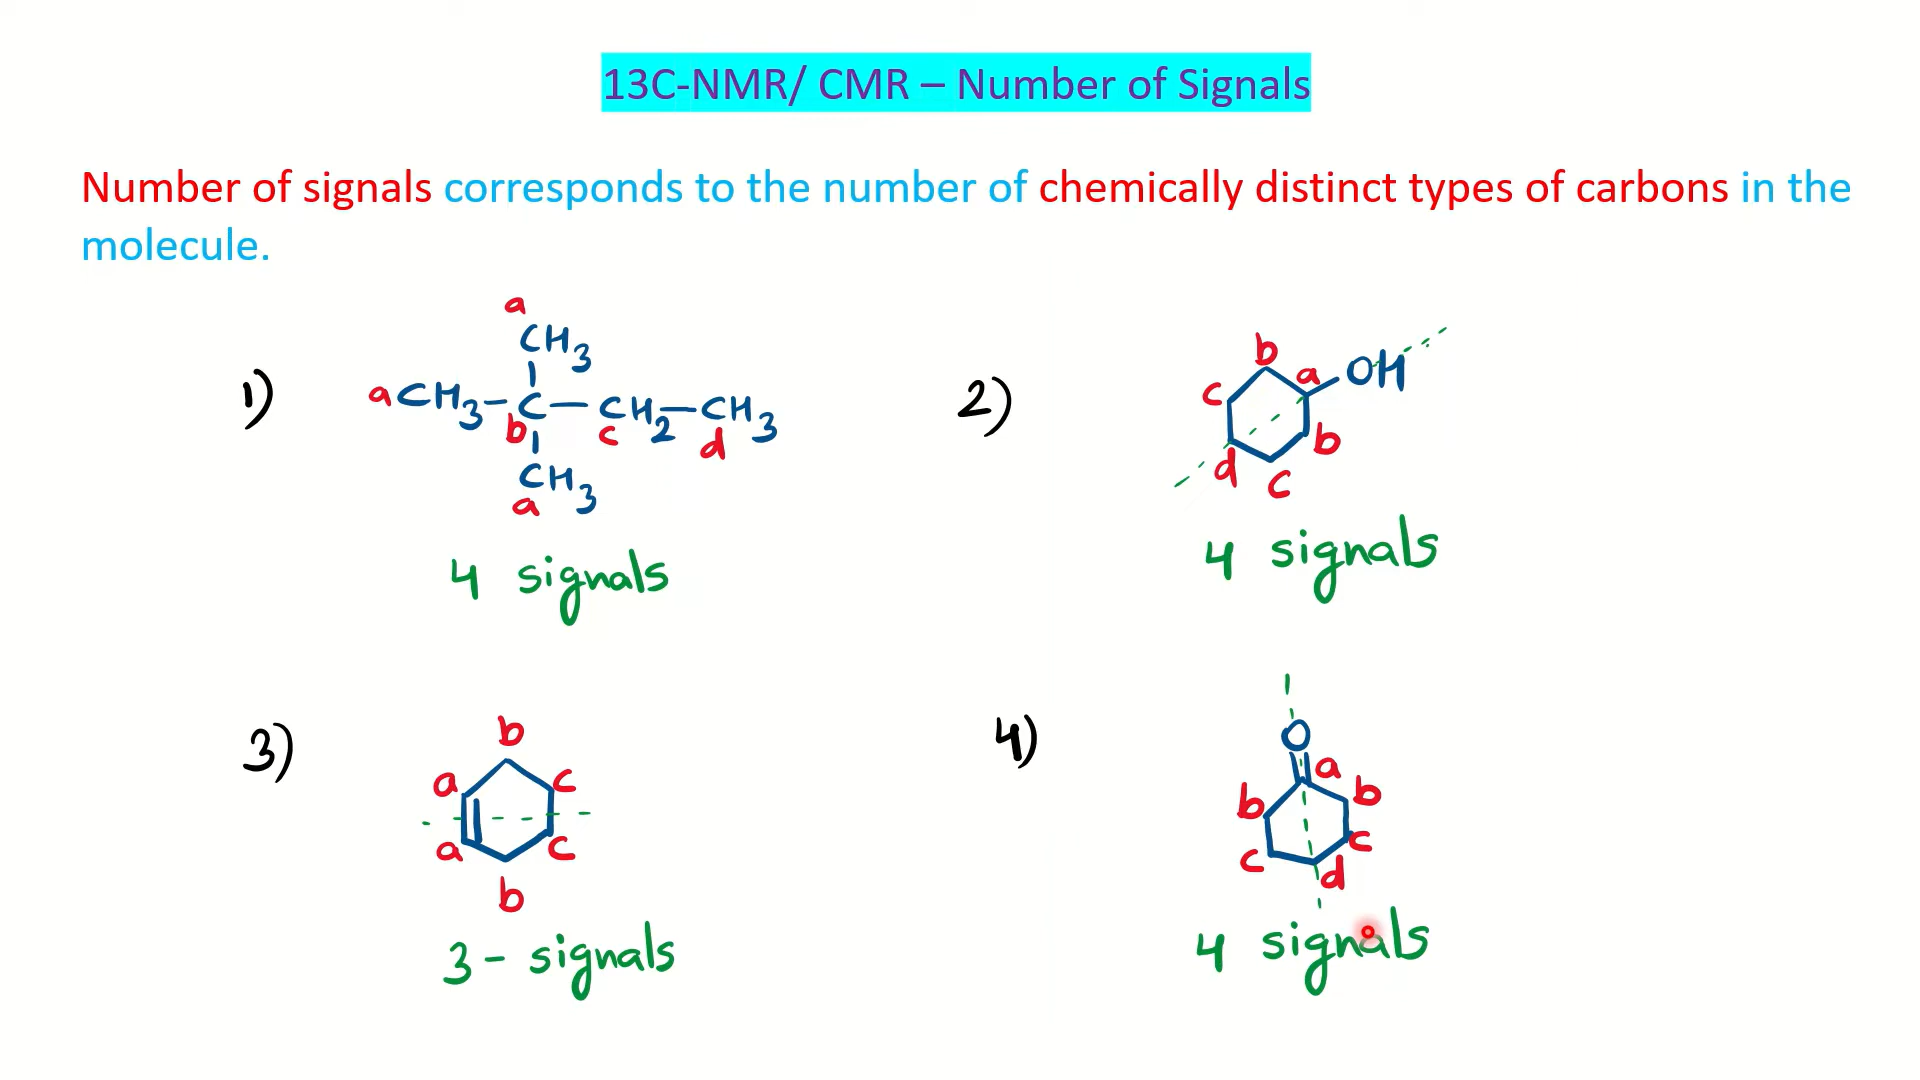 13C-NMR/ CMR – Number of Signals
Number of signals corresponds to the number of chemically distinct types of carbons in the
molecule.
1)
a
CH3
a CH3 – C — CH2 — CH3
b c d
CH3
a
4 signals
2)
b
a OH
c
b
d
c
4 signals
3)
b
a c
a c
b
3 - signals
4)
O
a
b b
c c
d
4 signals